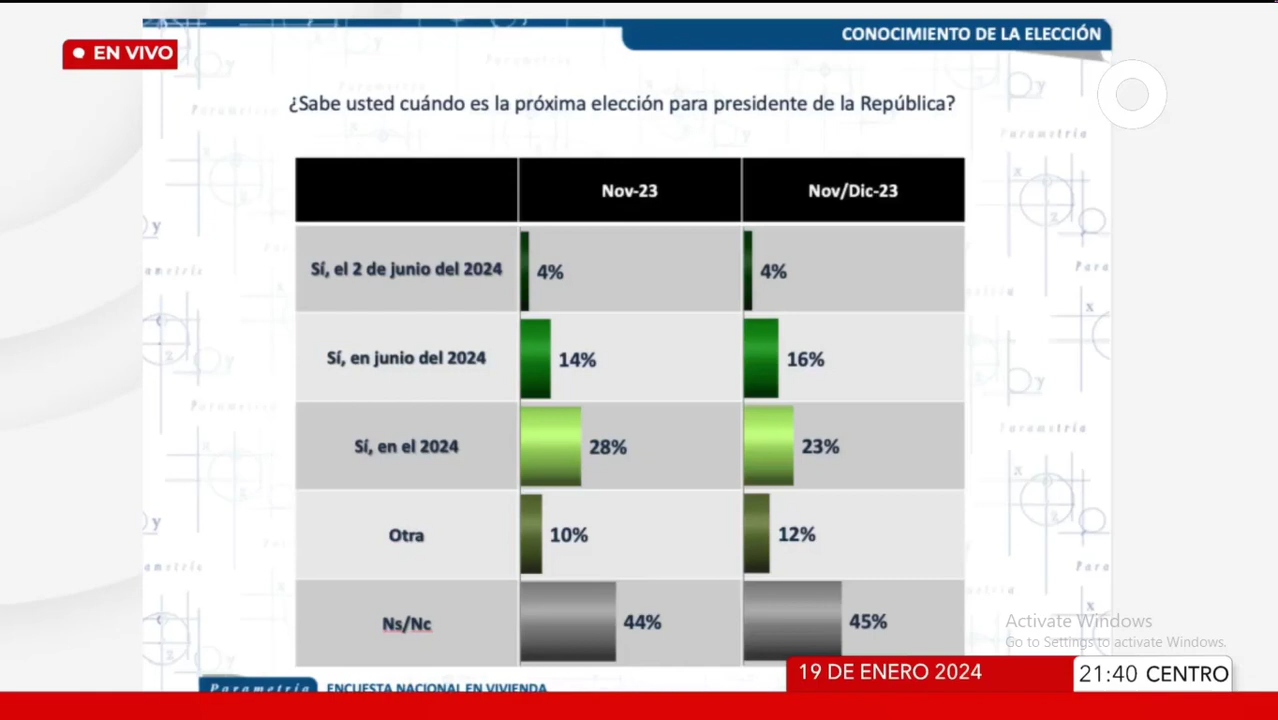 CONOCIMIENTO DE LA ELECCIÓN
EN VIVO
¿Sabe usted cuándo es la próxima elección para presidente de la República?
Nov-23 Nov/Dic-23
Sí, el 2 de junio del 2024 4% 4%
Sí, en junio del 2024 14% 16%
Sí, en el 2024 28% 23%
Otra 10% 12%
Ns/Nc 44% 45%
Activate Windows
Go to Settings to activate Windows.
19 DE ENERO 2024 21:40 CENTRO
Parametría ENCUESTA NACIONAL EN VIVIENDA